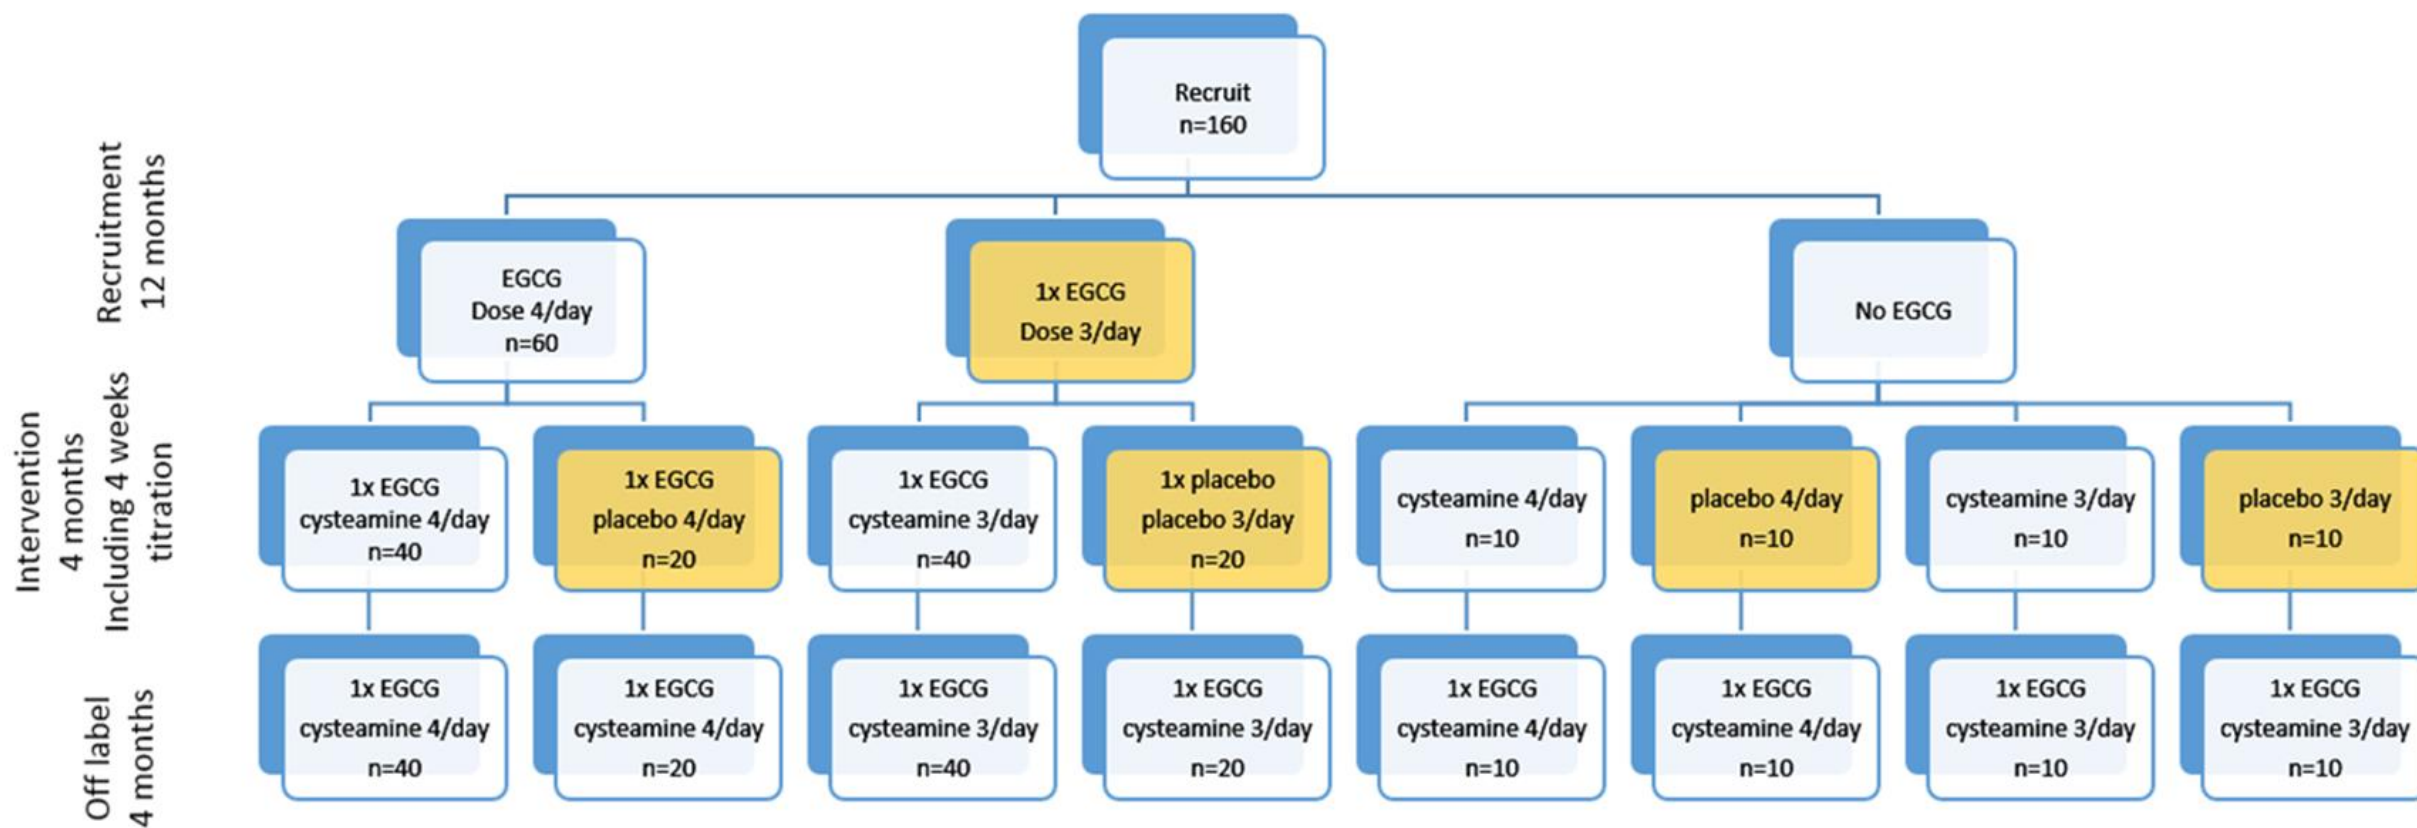 Recruit
n=160
Recruitment
12 months
EGCG
Dose 4/day
n=60
1x EGCG
Dose 3/day
No EGCG
Intervention
4 months
Including 4 weeks
titration
1x EGCG
cysteamine 4/day
n=40
1x EGCG
placebo 4/day
n=20
1x EGCG
cysteamine 3/day
n=40
1x placebo
placebo 3/day
n=20
cysteamine 4/day
n=10
placebo 4/day
n=10
cysteamine 3/day
n=10
placebo 3/day
n=10
Off label
4 months
1x EGCG
cysteamine 4/day
n=40
1x EGCG
cysteamine 4/day
n=20
1x EGCG
cysteamine 3/day
n=40
1x EGCG
cysteamine 3/day
n=20
1x EGCG
cysteamine 4/day
n=10
1x EGCG
cysteamine 4/day
n=10
1x EGCG
cysteamine 3/day
n=10
1x EGCG
cysteamine 3/day
n=10